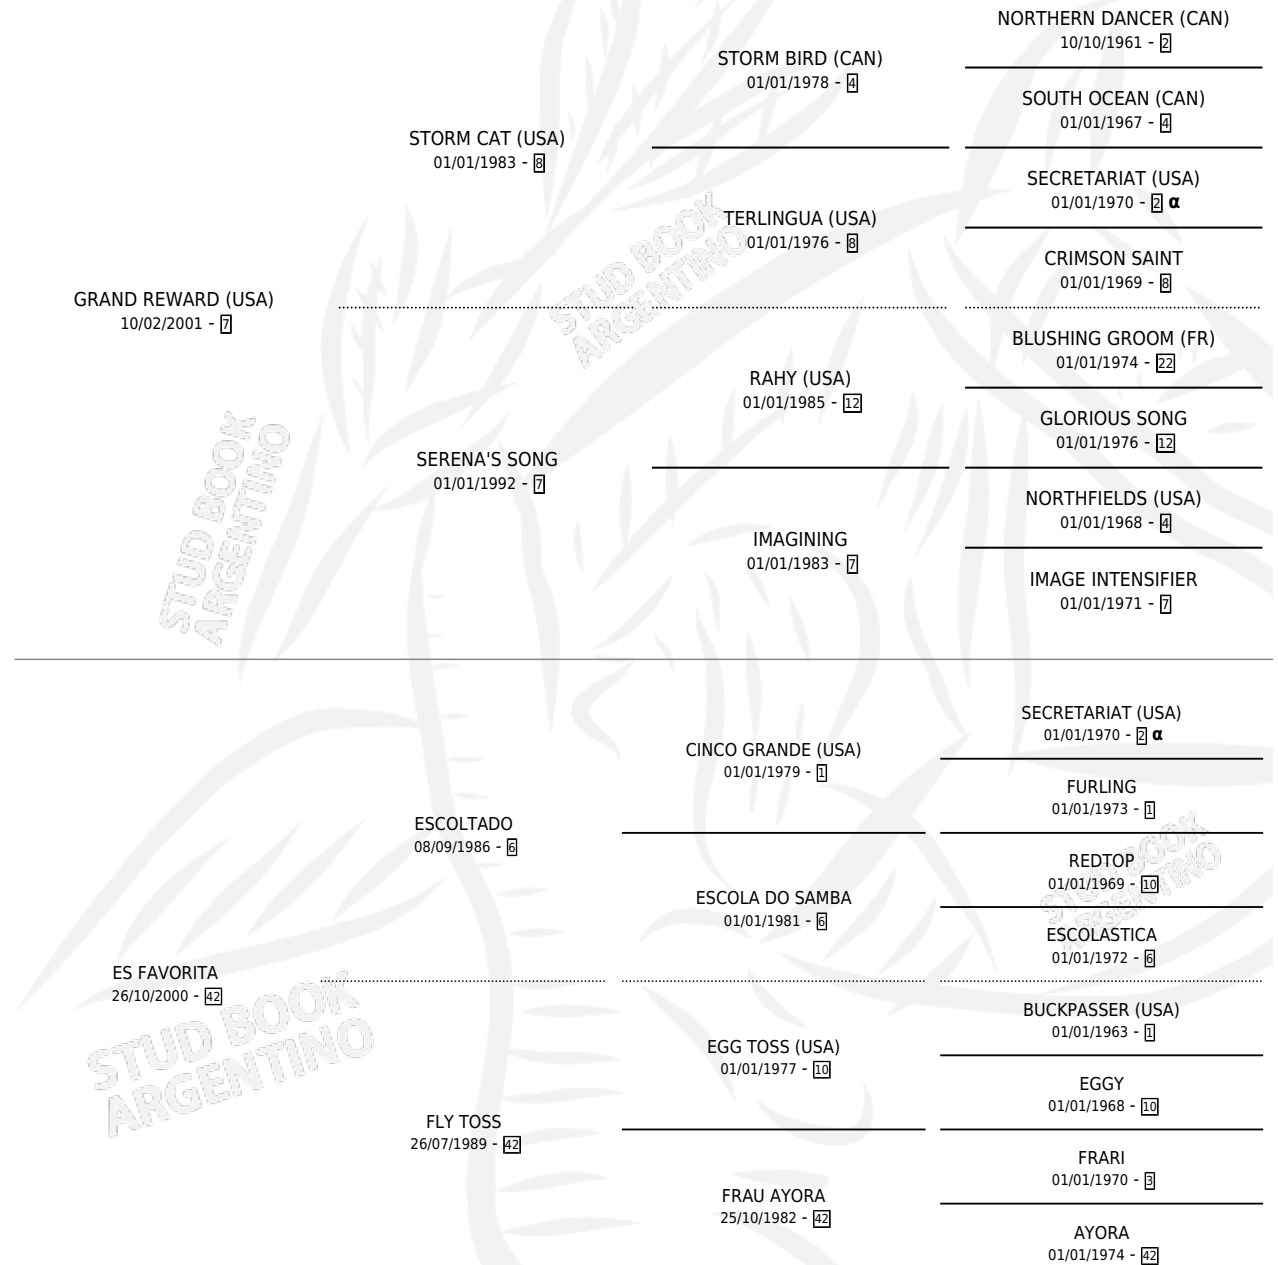 NORTHERN DANCER (CAN)
10/10/1961 - 2
STORM BIRD (CAN)
01/01/1978 - 4
SOUTH OCEAN (CAN)
01/01/1967 - 4
STORM CAT (USA)
01/01/1983 - 8
SECRETARIAT (USA)
01/01/1970 - 2 α
TERLINGUA (USA)
01/01/1976 - 8
CRIMSON SAINT
01/01/1969 - 8
GRAND REWARD (USA)
10/02/2001 - 7
BLUSHING GROOM (FR)
01/01/1974 - 22
RAHY (USA)
01/01/1985 - 12
GLORIOUS SONG
01/01/1976 - 12
SERENA'S SONG
01/01/1992 - 7
NORTHFIELDS (USA)
01/01/1968 - 4
IMAGINING
01/01/1983 - 7
IMAGE INTENSIFIER
01/01/1971 - 7
SECRETARIAT (USA)
01/01/1970 - 2 α
CINCO GRANDE (USA)
01/01/1979 - 1
FURLING
01/01/1973 - 1
ESCOLTADO
08/09/1986 - 6
REDTOP
01/01/1969 - 10
ESCOLA DO SAMBA
01/01/1981 - 6
ESCOLASTICA
01/01/1972 - 6
ES FAVORITA
26/10/2000 - 42
BUCKPASSER (USA)
01/01/1963 - 1
EGG TOSS (USA)
01/01/1977 - 10
EGGY
01/01/1968 - 10
FLY TOSS
26/07/1989 - 42
FRARI
01/01/1970 - 3
FRAU AYORA
25/10/1982 - 42
AYORA
01/01/1974 - 42
STUD BOOK
ARGENTINO
STUD BOOK
ARGENTINO
STUD BOOK
ARGENTINO
STUD BOOK
ARGENTINO